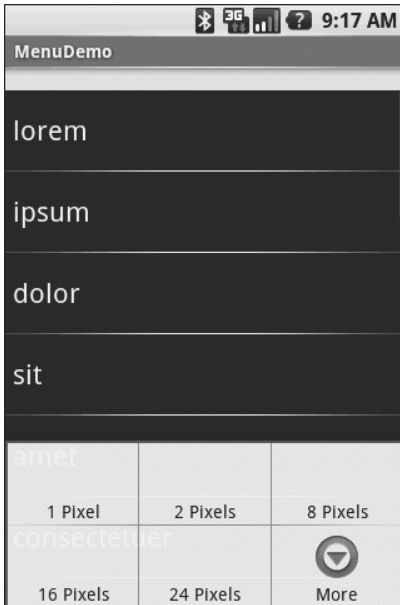 3G 9:17 AM
MenuDemo
lorem
ipsum
dolor
sit
amet
1 Pixel 2 Pixels 8 Pixels
consectetuer
16 Pixels 24 Pixels More